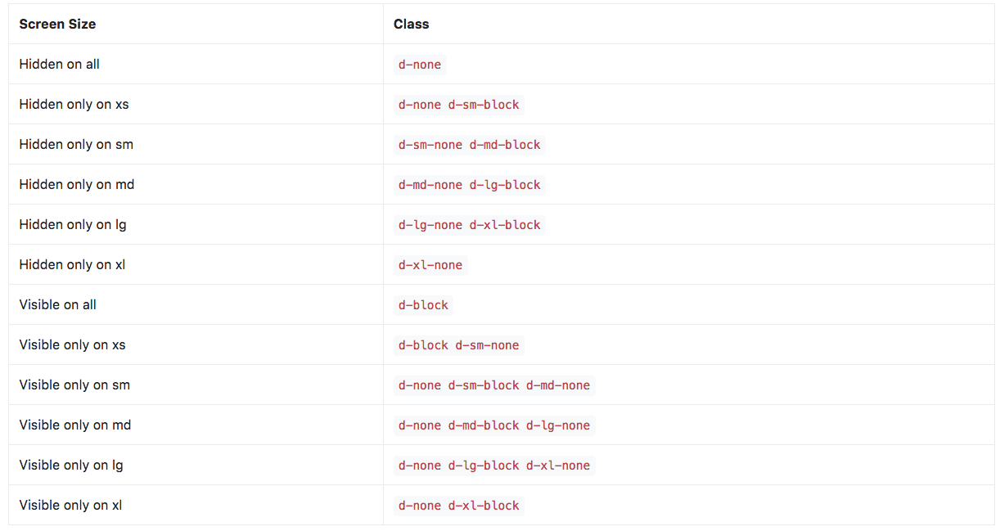 Screen Size Class
Hidden on all d-none
Hidden only on xs d-none d-sm-block
Hidden only on sm d-sm-none d-md-block
Hidden only on md d-md-none d-lg-block
Hidden only on lg d-lg-none d-xl-block
Hidden only on xl d-xl-none
Visible on all d-block
Visible only on xs d-block d-sm-none
Visible only on sm d-none d-sm-block d-md-none
Visible only on md d-none d-md-block d-lg-none
Visible only on lg d-none d-lg-block d-xl-none
Visible only on xl d-none d-xl-block